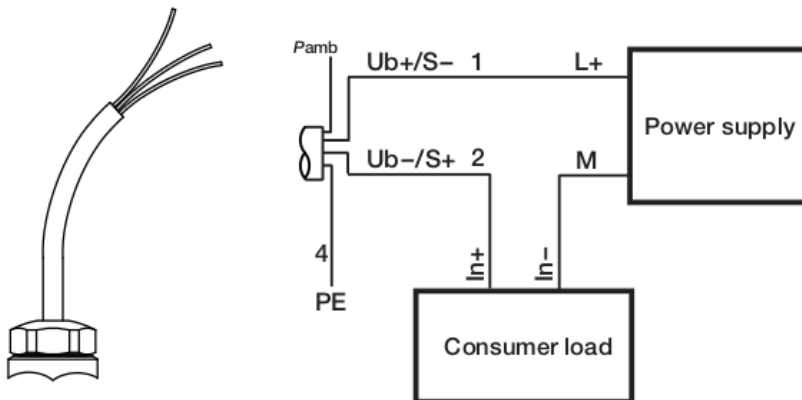 Pamb
Ub+/S− 1
L+
Power supply
Ub−/S+ 2
M
4
In+
In−
PE
Consumer load